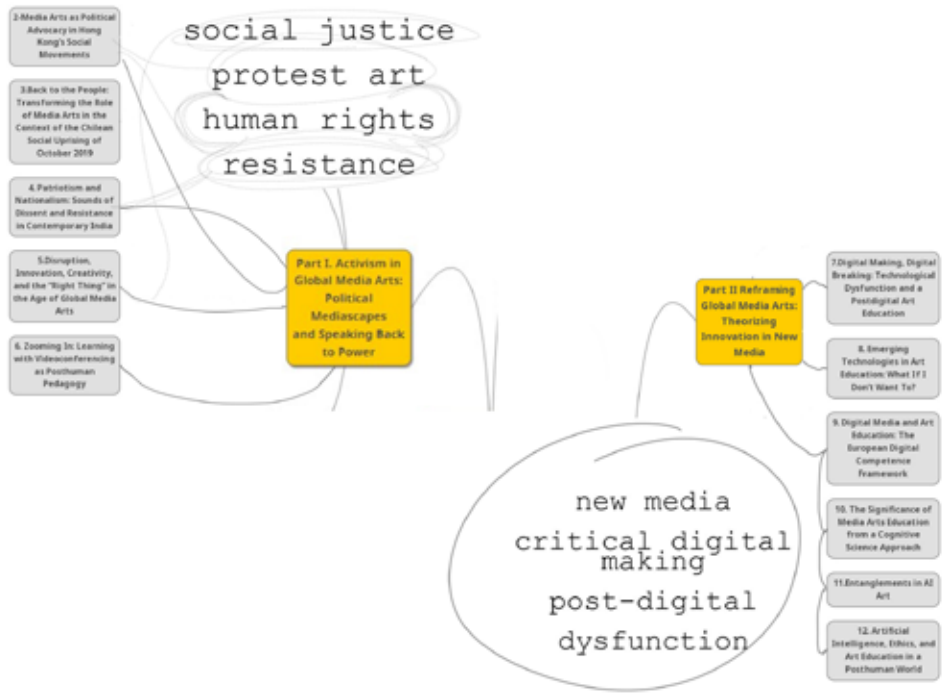 2-Media Arts as Political
Advocacy in Hong
Kong's Social
Movements
3.Back to the People:
Transforming the Role
of Media Arts in the
Context of the Chilean
Social Uprising of
October 2019
4. Patriotism and
Nationalism: Sounds of
Dissent and Resistance
in Contemporary India
5.Disruption,
Innovation, Creativity,
and the "Right Thing" in
the Age of Global Media
Arts
6. Zooming In: Learning
with Videoconferencing
as Posthuman
Pedagogy
social justice
protest art
human rights
resistance
Part I. Activism in
Global Media Arts:
Political
Mediascapes
and Speaking Back
to Power
Part II Reframing
Global Media Arts:
Theorizing
Innovation in New
Media
7.Digital Making, Digital
Breaking: Technological
Dysfunction and a
Postdigital Art
Education
8. Emerging
Technologies in Art
Education: What If I
Don't Want To?
9. Digital Media and Art
Education: The
European Digital
Competence
Framework
10. The Significance of
Media Arts Education
from a Cognitive
Science Approach
11.Entanglements in AI
Art
12. Artificial
Intelligence, Ethics, and
Art Education in a
Posthuman World
new media
critical digital
making
post-digital
dysfunction